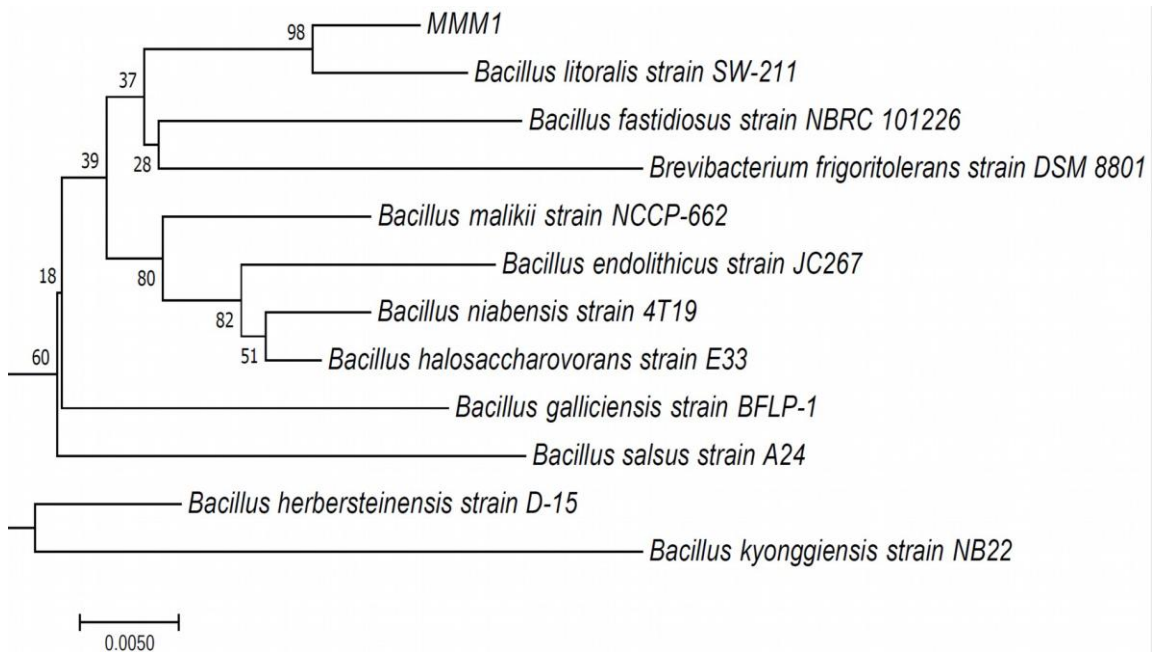 MMM1
98
Bacillus litoralis strain SW-211
37
Bacillus fastidiosus strain NBRC 101226
39
28
Brevibacterium frigoritolerans strain DSM 8801
Bacillus malikii strain NCCP-662
80
Bacillus endolithicus strain JC267
18
Bacillus niabensis strain 4T19
82
51
Bacillus halosaccharovorans strain E33
60
Bacillus galliciensis strain BFLP-1
Bacillus salsus strain A24
Bacillus herbersteinensis strain D-15
Bacillus kyonggiensis strain NB22
0.0050